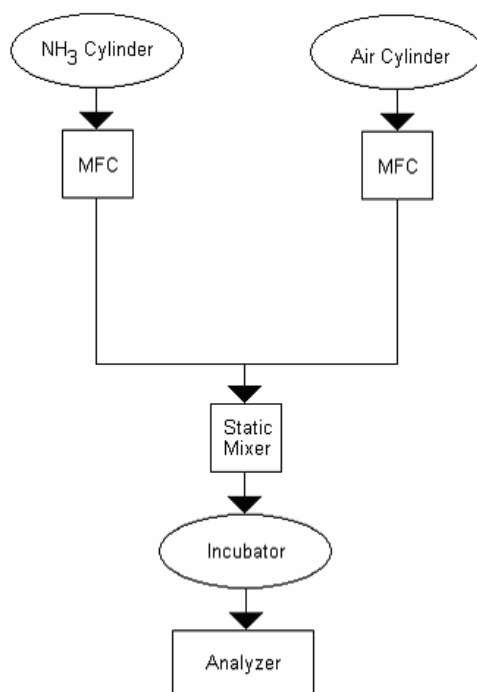 NH3 Cylinder
Air Cylinder
MFC
MFC
Static
Mixer
Incubator
Analyzer